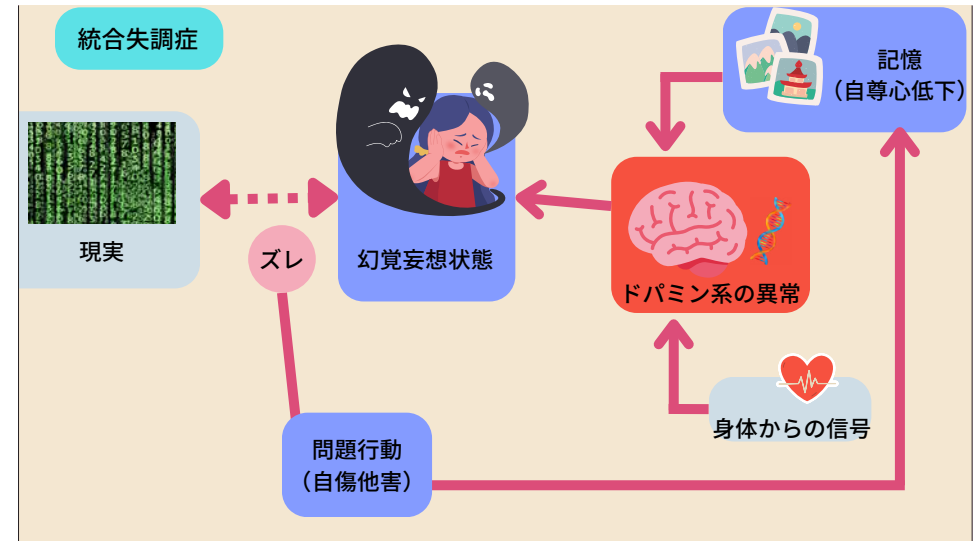 統合失調症
記憶
（自尊心低下）
現実
ズレ
幻覚妄想状態
ドパミン系の異常
身体からの信号
問題行動
（自傷他害）